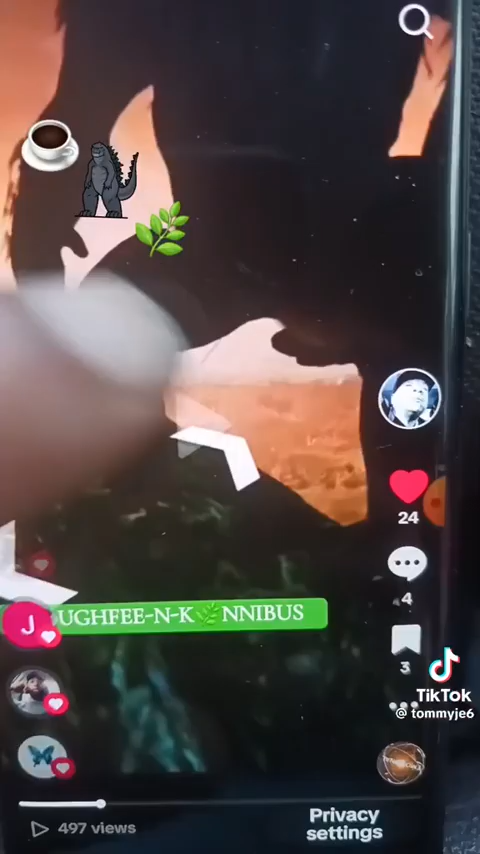 UGHFEE-N-K🌿NNIBUS
J
24
4
3
TikTok
@ tommyje6
497 views
Privacy
settings